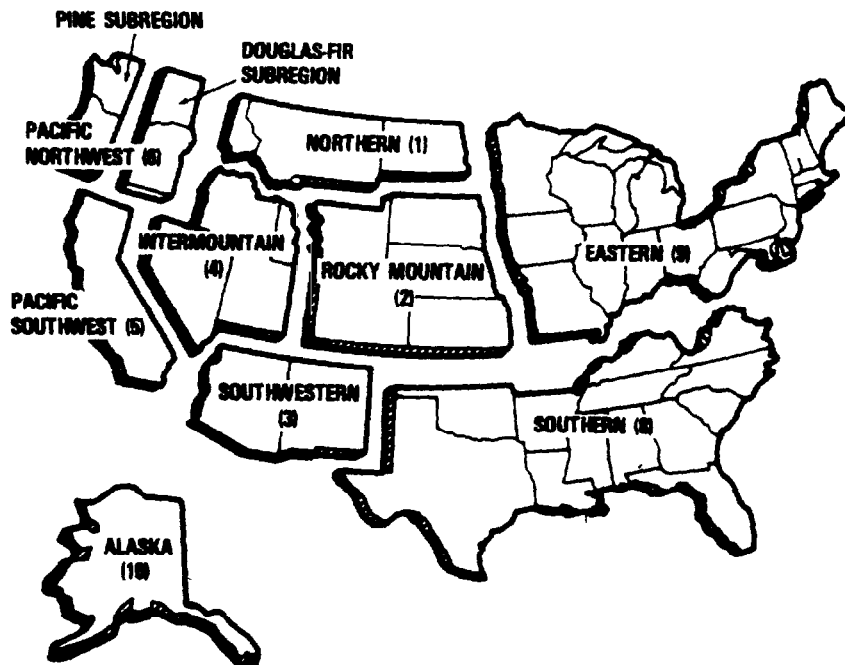 PINE SUBREGION
DOUGLAS-FIR
SUBREGION
PACIFIC
NORTHWEST (6)
NORTHERN (1)
INTERMOUNTAIN
(4)
ROCKY MOUNTAIN
(2)
EASTERN (9)
PACIFIC
SOUTHWEST (5)
SOUTHWESTERN
(3)
SOUTHERN (8)
ALASKA
(10)